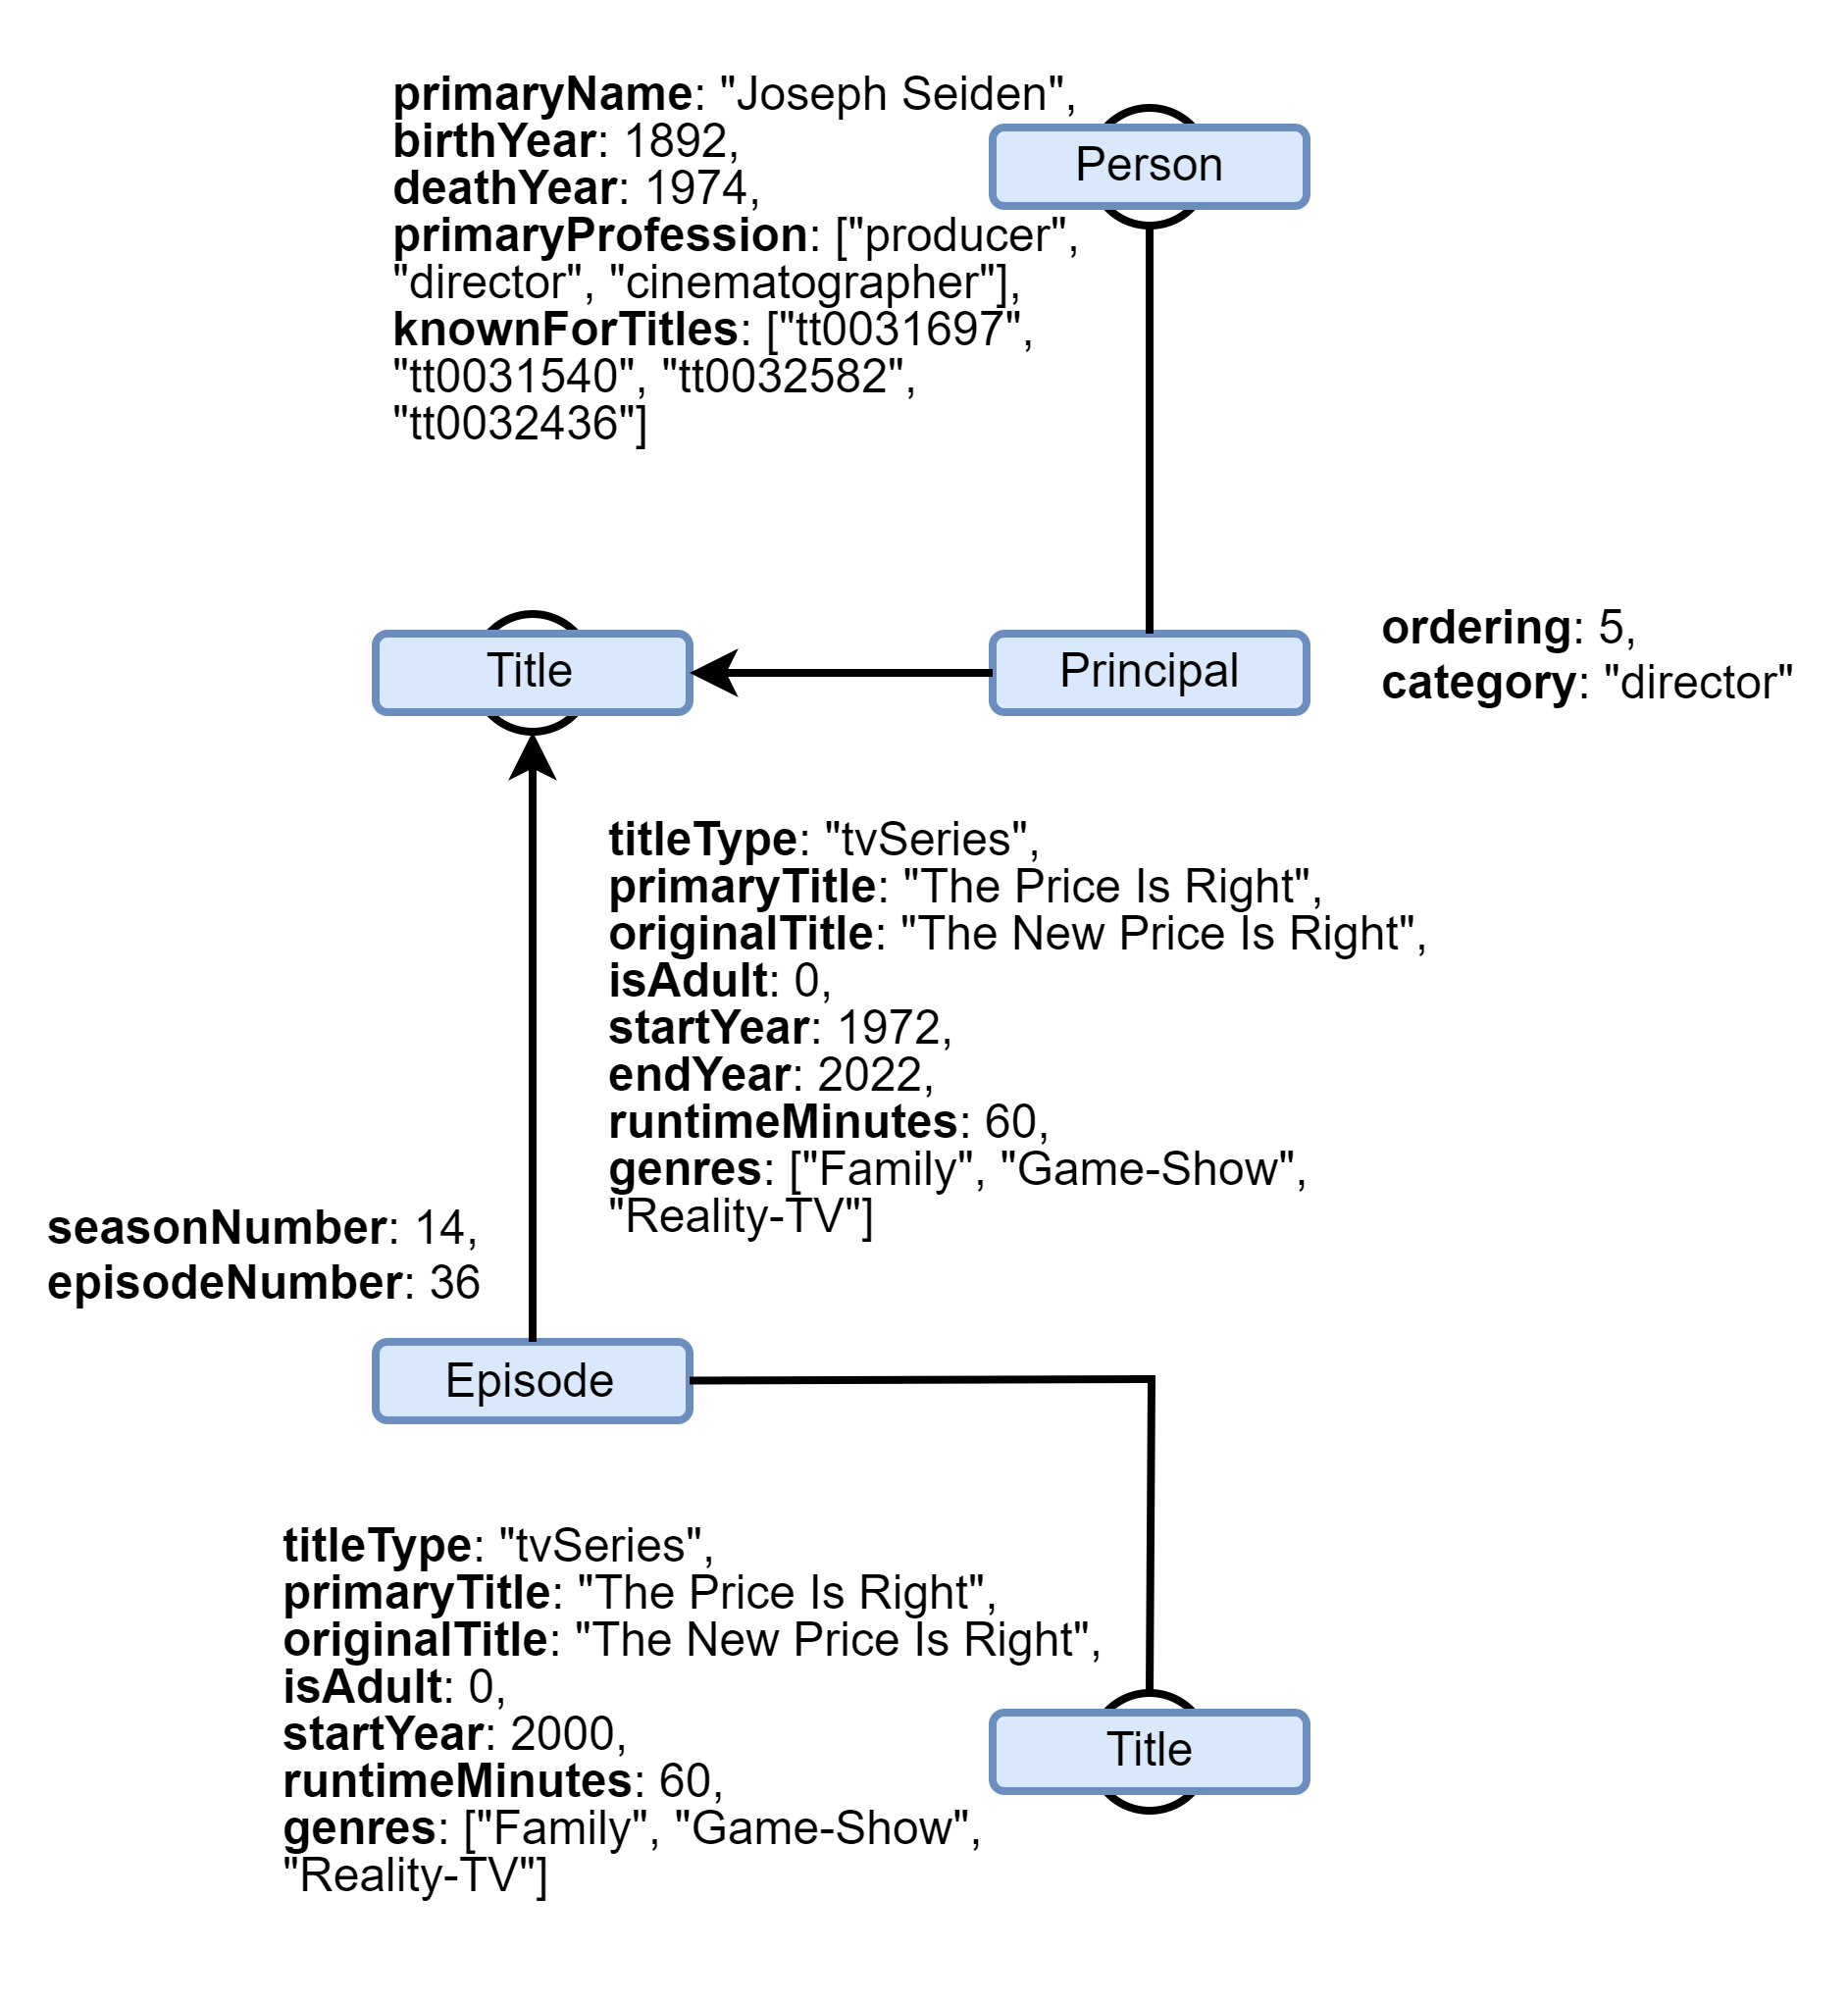 primaryName: "Joseph Seiden",
birthYear: 1892,
deathYear: 1974,
primaryProfession: ["producer",
"director", "cinematographer"],
knownForTitles: ["tt0031697",
"tt0031540", "tt0032582",
"tt0032436"]
Person
Title
Principal
ordering: 5,
category: "director"
titleType: "tvSeries",
primaryTitle: "The Price Is Right",
originalTitle: "The New Price Is Right",
isAdult: 0,
startYear: 1972,
endYear: 2022,
runtimeMinutes: 60,
genres: ["Family", "Game-Show",
"Reality-TV"]
seasonNumber: 14,
episodeNumber: 36
Episode
titleType: "tvSeries",
primaryTitle: "The Price Is Right",
originalTitle: "The New Price Is Right",
isAdult: 0,
startYear: 2000,
runtimeMinutes: 60,
genres: ["Family", "Game-Show",
"Reality-TV"]
Title